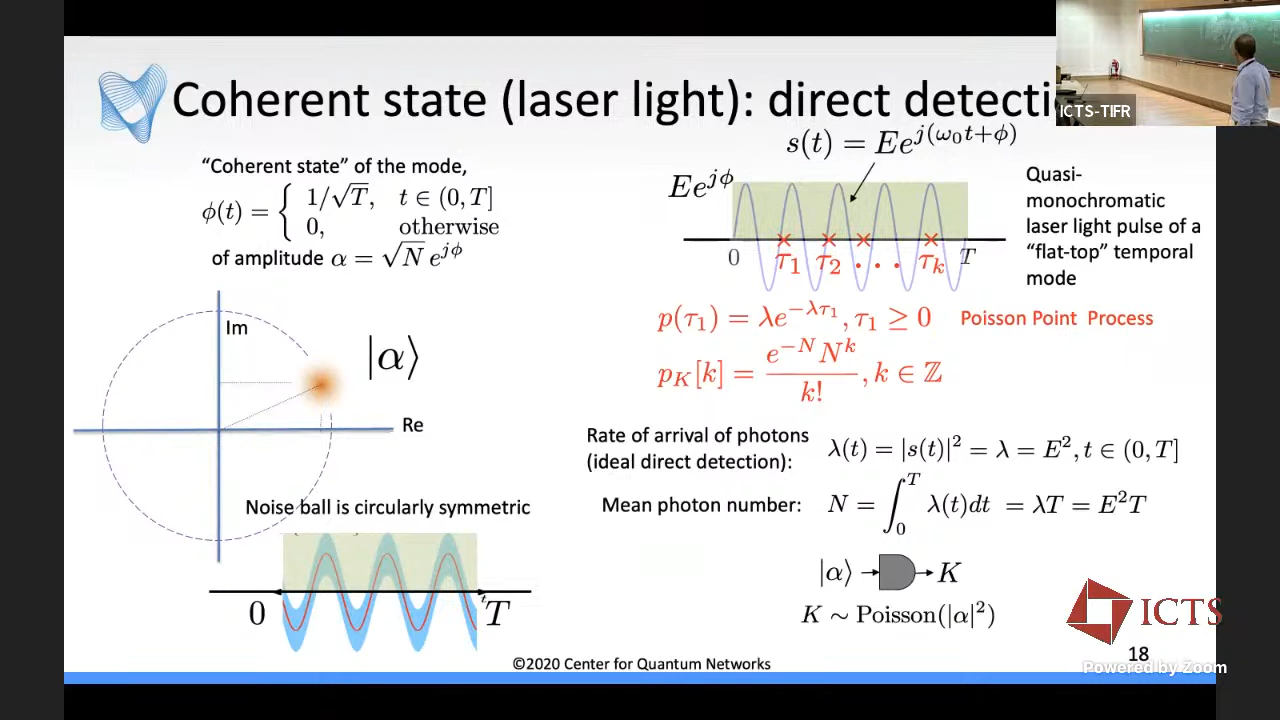 Coherent state (laser light): direct detecti
ICTS-TIFR
“Coherent state” of the mode,
ϕ(t) = { 1/√T, t ∈ (0, T]
0, otherwise
of amplitude α = √N e^{jϕ}
Im
|α⟩
Re
Noise ball is circularly symmetric
0 t T
s(t) = Ee^{j(ω₀t+ϕ)}
Ee^{jϕ}
0 τ₁ τ₂ . . . τ_k T
Quasi-
monochromatic
laser light pulse of a
“flat-top” temporal
mode
p(τ₁) = λe^{−λτ₁}, τ₁ ≥ 0 Poisson Point Process
p_K[k] = e^{−N} N^k / k!, k ∈ ℤ
Rate of arrival of photons
(ideal direct detection): λ(t) = |s(t)|² = λ = E², t ∈ (0, T]
Mean photon number: N = ∫₀^T λ(t)dt = λT = E²T
|α⟩ → K
K ∼ Poisson(|α|²)
ICTS
18
©2020 Center for Quantum Networks
Powered by Zoom